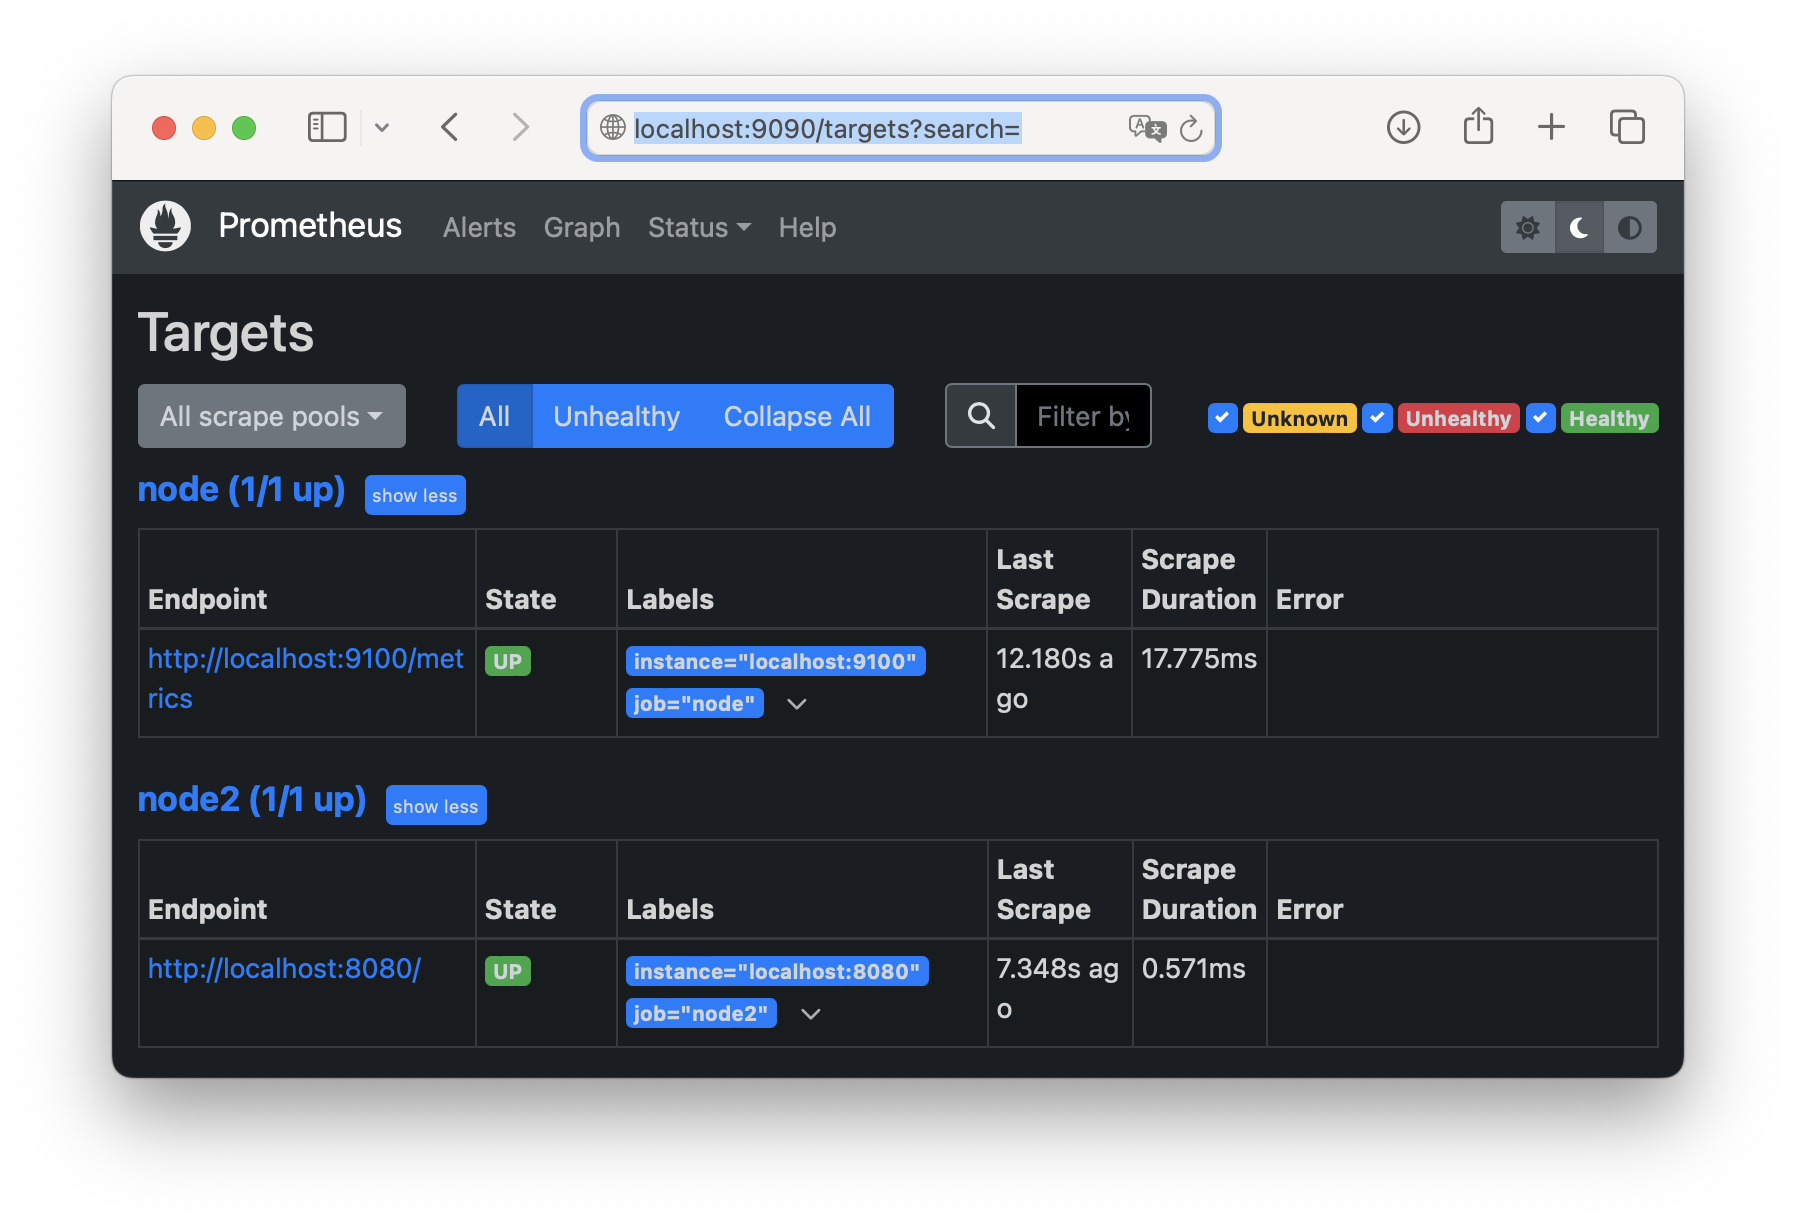 localhost:9090/targets?search=
Prometheus Alerts Graph Status Help
Targets
All scrape pools All Unhealthy Collapse All Filter by Unknown Unhealthy Healthy
node (1/1 up) show less
Endpoint State Labels Last Scrape Scrape Duration Error
http://localhost:9100/met UP instance="localhost:9100" 12.180s a 17.775ms
rics job="node" go
node2 (1/1 up) show less
Endpoint State Labels Last Scrape Scrape Duration Error
http://localhost:8080/ UP instance="localhost:8080" 7.348s ag 0.571ms
job="node2" o